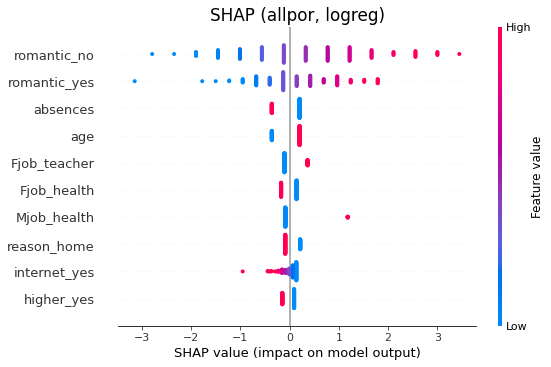 SHAP (allpor, logreg)
High
romantic_no
romantic_yes
absences
age
Fjob_teacher
Fjob_health
Mjob_health
reason_home
internet_yes
higher_yes
Feature value
Low
−3 −2 −1 0 1 2 3
SHAP value (impact on model output)